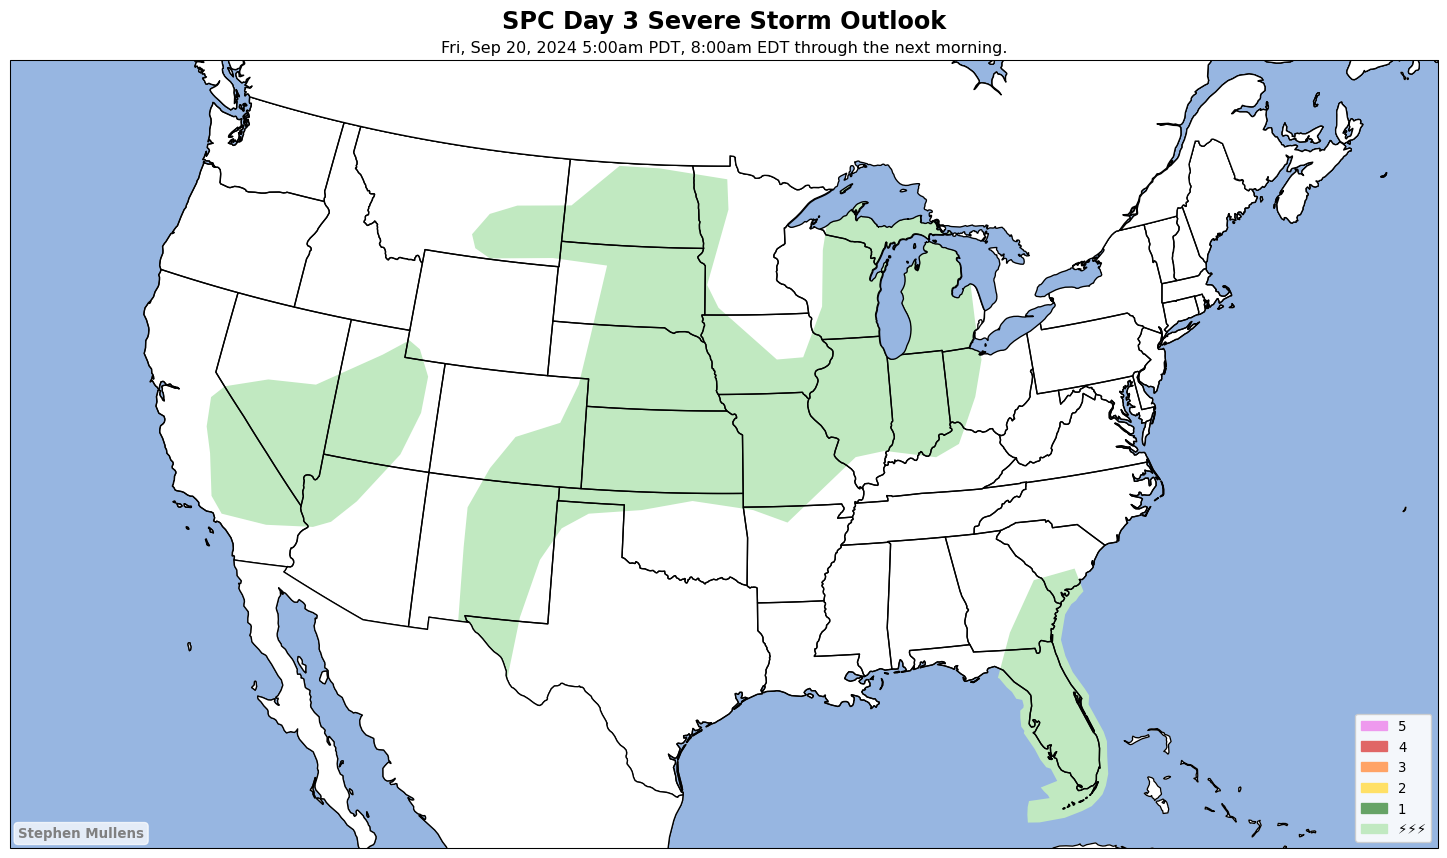 SPC Day 3 Severe Storm Outlook
Fri, Sep 20, 2024 5:00am PDT, 8:00am EDT through the next morning.
5
4
3
2
1
⚡⚡⚡
Stephen Mullens